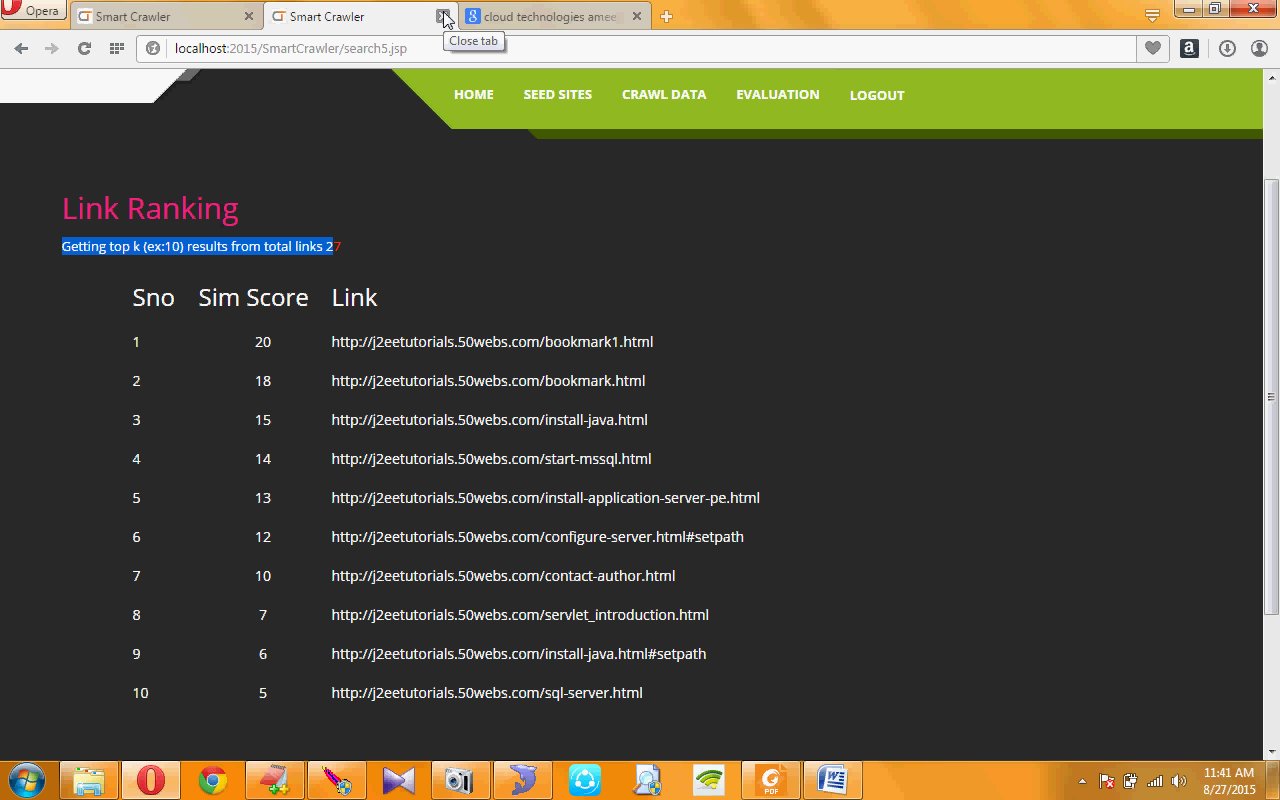 Opera
Smart Crawler
Smart Crawler
cloud technologies amee
Close tab
localhost:2015/SmartCrawler/search5.jsp
HOME SEED SITES CRAWL DATA EVALUATION LOGOUT
Link Ranking
Getting top k (ex:10) results from total links 27
Sno Sim Score Link
1 20 http://j2eetutorials.50webs.com/bookmark1.html
2 18 http://j2eetutorials.50webs.com/bookmark.html
3 15 http://j2eetutorials.50webs.com/install-java.html
4 14 http://j2eetutorials.50webs.com/start-mssql.html
5 13 http://j2eetutorials.50webs.com/install-application-server-pe.html
6 12 http://j2eetutorials.50webs.com/configure-server.html#setpath
7 10 http://j2eetutorials.50webs.com/contact-author.html
8 7 http://j2eetutorials.50webs.com/servlet_introduction.html
9 6 http://j2eetutorials.50webs.com/install-java.html#setpath
10 5 http://j2eetutorials.50webs.com/sql-server.html
11:41 AM
8/27/2015